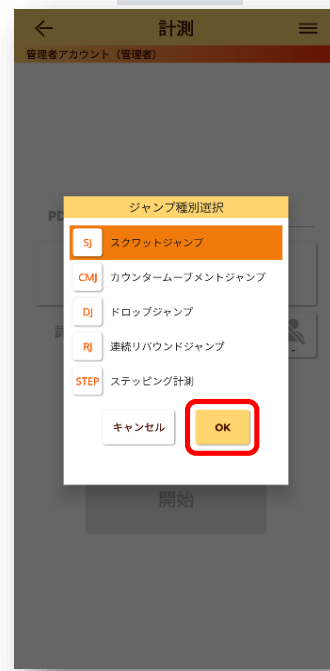 計測
管理者アカウント（管理者）
ジャンプ種別選択
SJ スクワットジャンプ
CMJ カウンタームーブメントジャンプ
DJ ドロップジャンプ
RJ 連続リバウンドジャンプ
STEP ステッピング計測
キャンセル OK
開始